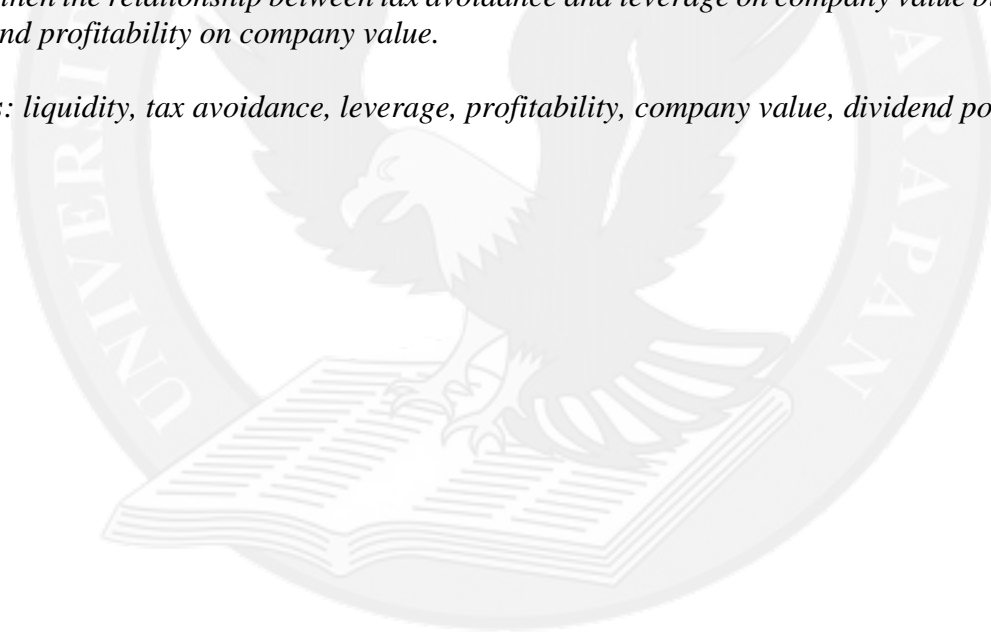 hen the relationship between tax avoidance and leverage on company value b
nd profitability on company value.
s: liquidity, tax avoidance, leverage, profitability, company value, dividend po
ARAPAN